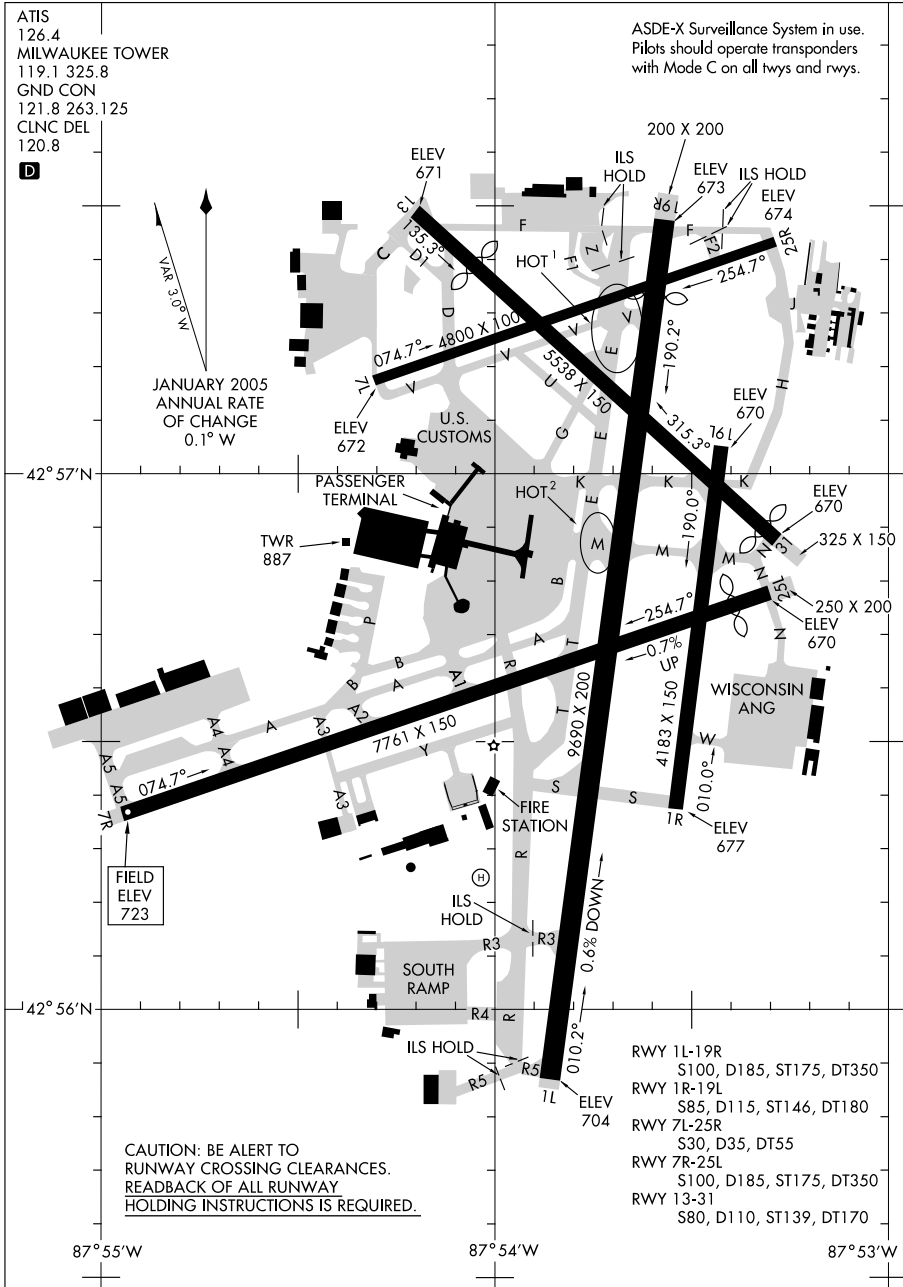 ATIS
126.4
MILWAUKEE TOWER
119.1 325.8
GND CON
121.8 263.125
CLNC DEL
120.8
D
ASDE-X Surveillance System in use.
Pilots should operate transponders
with Mode C on all twys and rwys.
200 X 200
ELEV
671
ILS
HOLD
ELEV
673
ILS HOLD
ELEV
674
13
19R
F
F
C
135.3°
D1
Z
F1
F2
25R
VAR 3.0° W
HOT 1
254.7°
D
J
074.7°
4800 X 100
V
V
V
V
E
190.2°
7L
5538 X 150
H
JANUARY 2005
ANNUAL RATE
OF CHANGE
0.1° W
ELEV
672
U
G
E
315.3°
ELEV
670
19L
U.S.
CUSTOMS
42°57'N
PASSENGER
TERMINAL
K
K
K
HOT 2
E
190.0°
ELEV
670
31
325 X 150
TWR
887
M
M
M
N
N
B
25L
250 X 200
254.7°
ELEV
670
P
0.7%
UP
N
B
B
A
R
T
T
A
A1
WISCONSIN
ANG
A2
A3
A4
A4
A
7761 X 150
Y
9690 X 200
4183 X 150
W
A5
A5
074.7°
7R
A3
S
S
010.0°
FIRE
STATION
1R
ELEV
677
FIELD
ELEV
723
R
H
ILS
HOLD
R3
R3
0.6% DOWN
SOUTH
RAMP
R4
R
42°56'N
010.2°
ILS HOLD
R5
R5
1L
ELEV
704
RWY 1L-19R
S100, D185, ST175, DT350
RWY 1R-19L
S85, D115, ST146, DT180
RWY 7L-25R
S30, D35, DT55
RWY 7R-25L
S100, D185, ST175, DT350
RWY 13-31
S80, D110, ST139, DT170
CAUTION: BE ALERT TO
RUNWAY CROSSING CLEARANCES.
READBACK OF ALL RUNWAY
HOLDING INSTRUCTIONS IS REQUIRED.
87°55'W
87°54'W
87°53'W